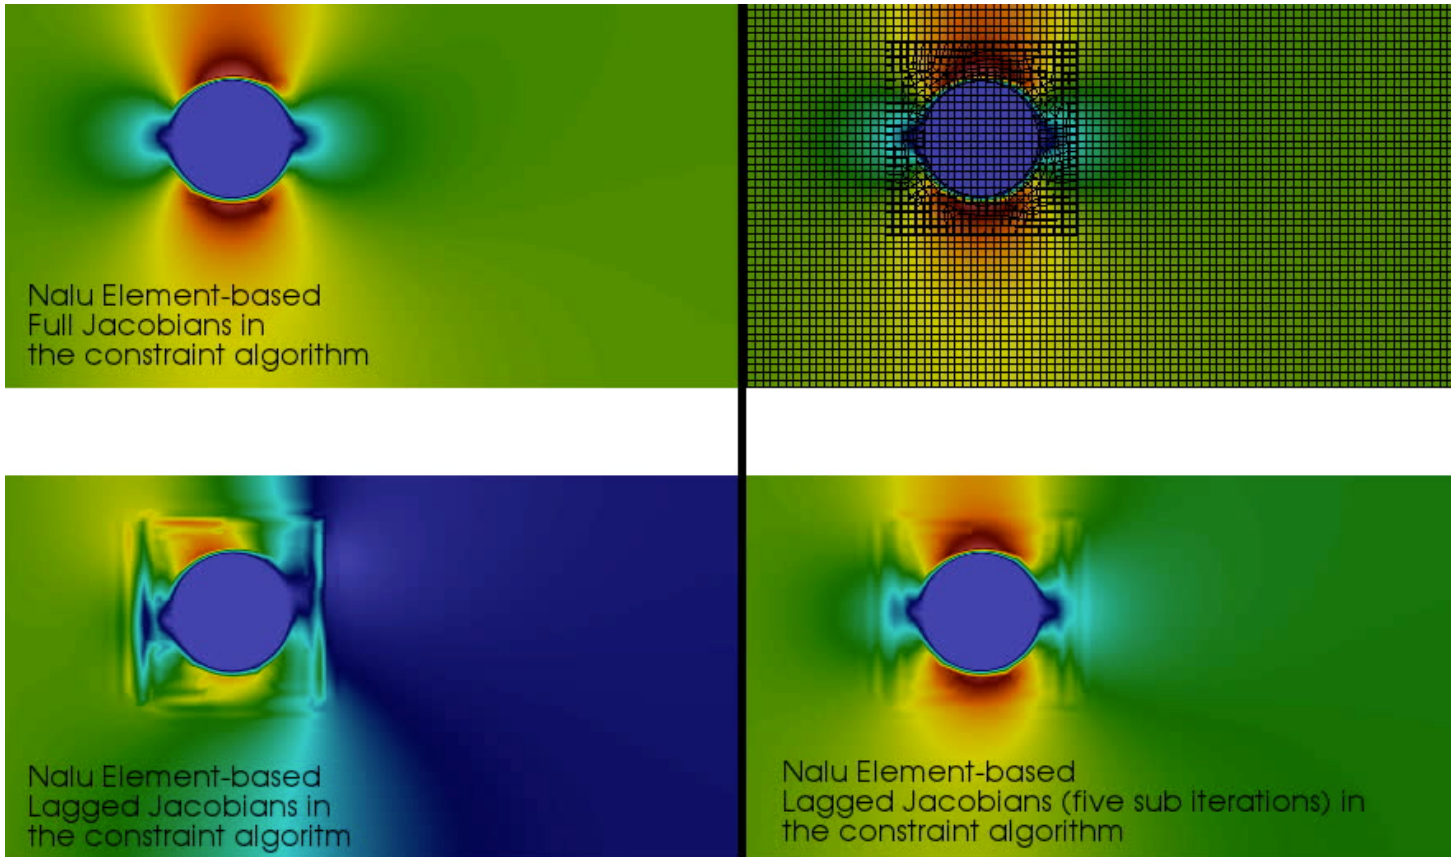 Nalu Element-based
Full Jacobians in
the constraint algorithm
Nalu Element-based
Lagged Jacobians in
the constraint algoritm
Nalu Element-based
Lagged Jacobians (five sub iterations) in
the constraint algorithm